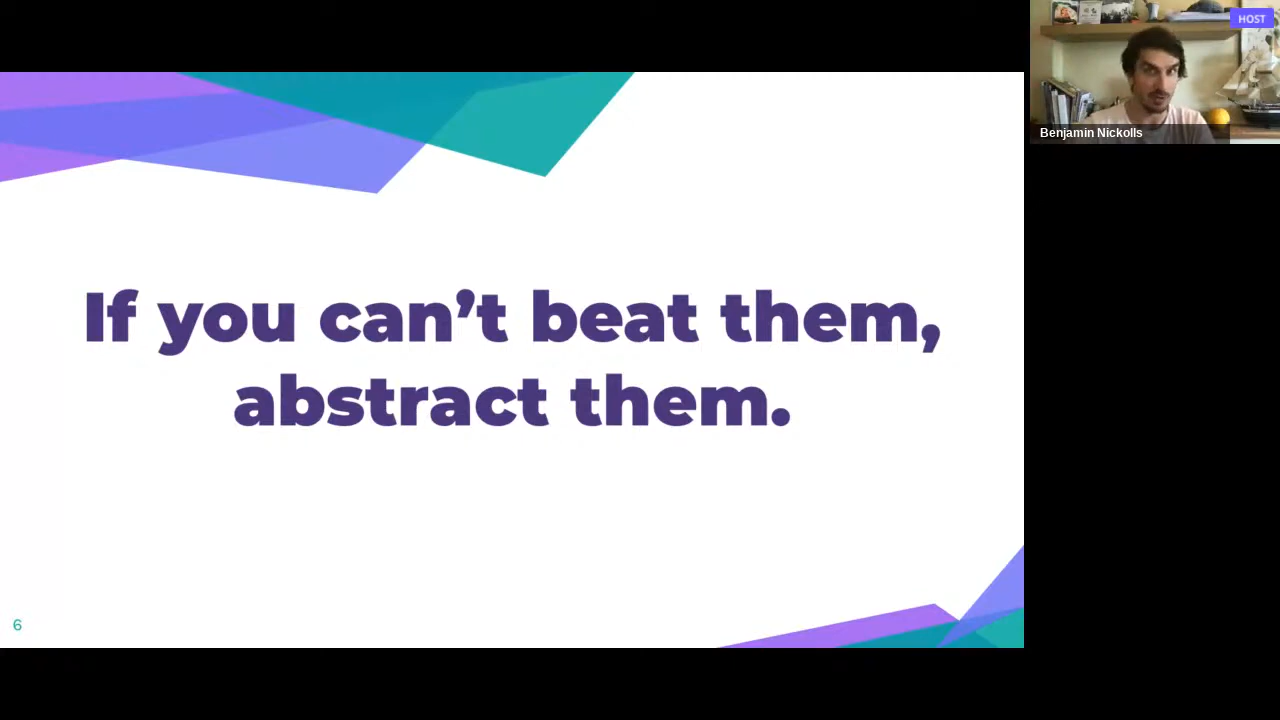 HOST
Benjamin Nickolls
If you can’t beat them,
abstract them.
6